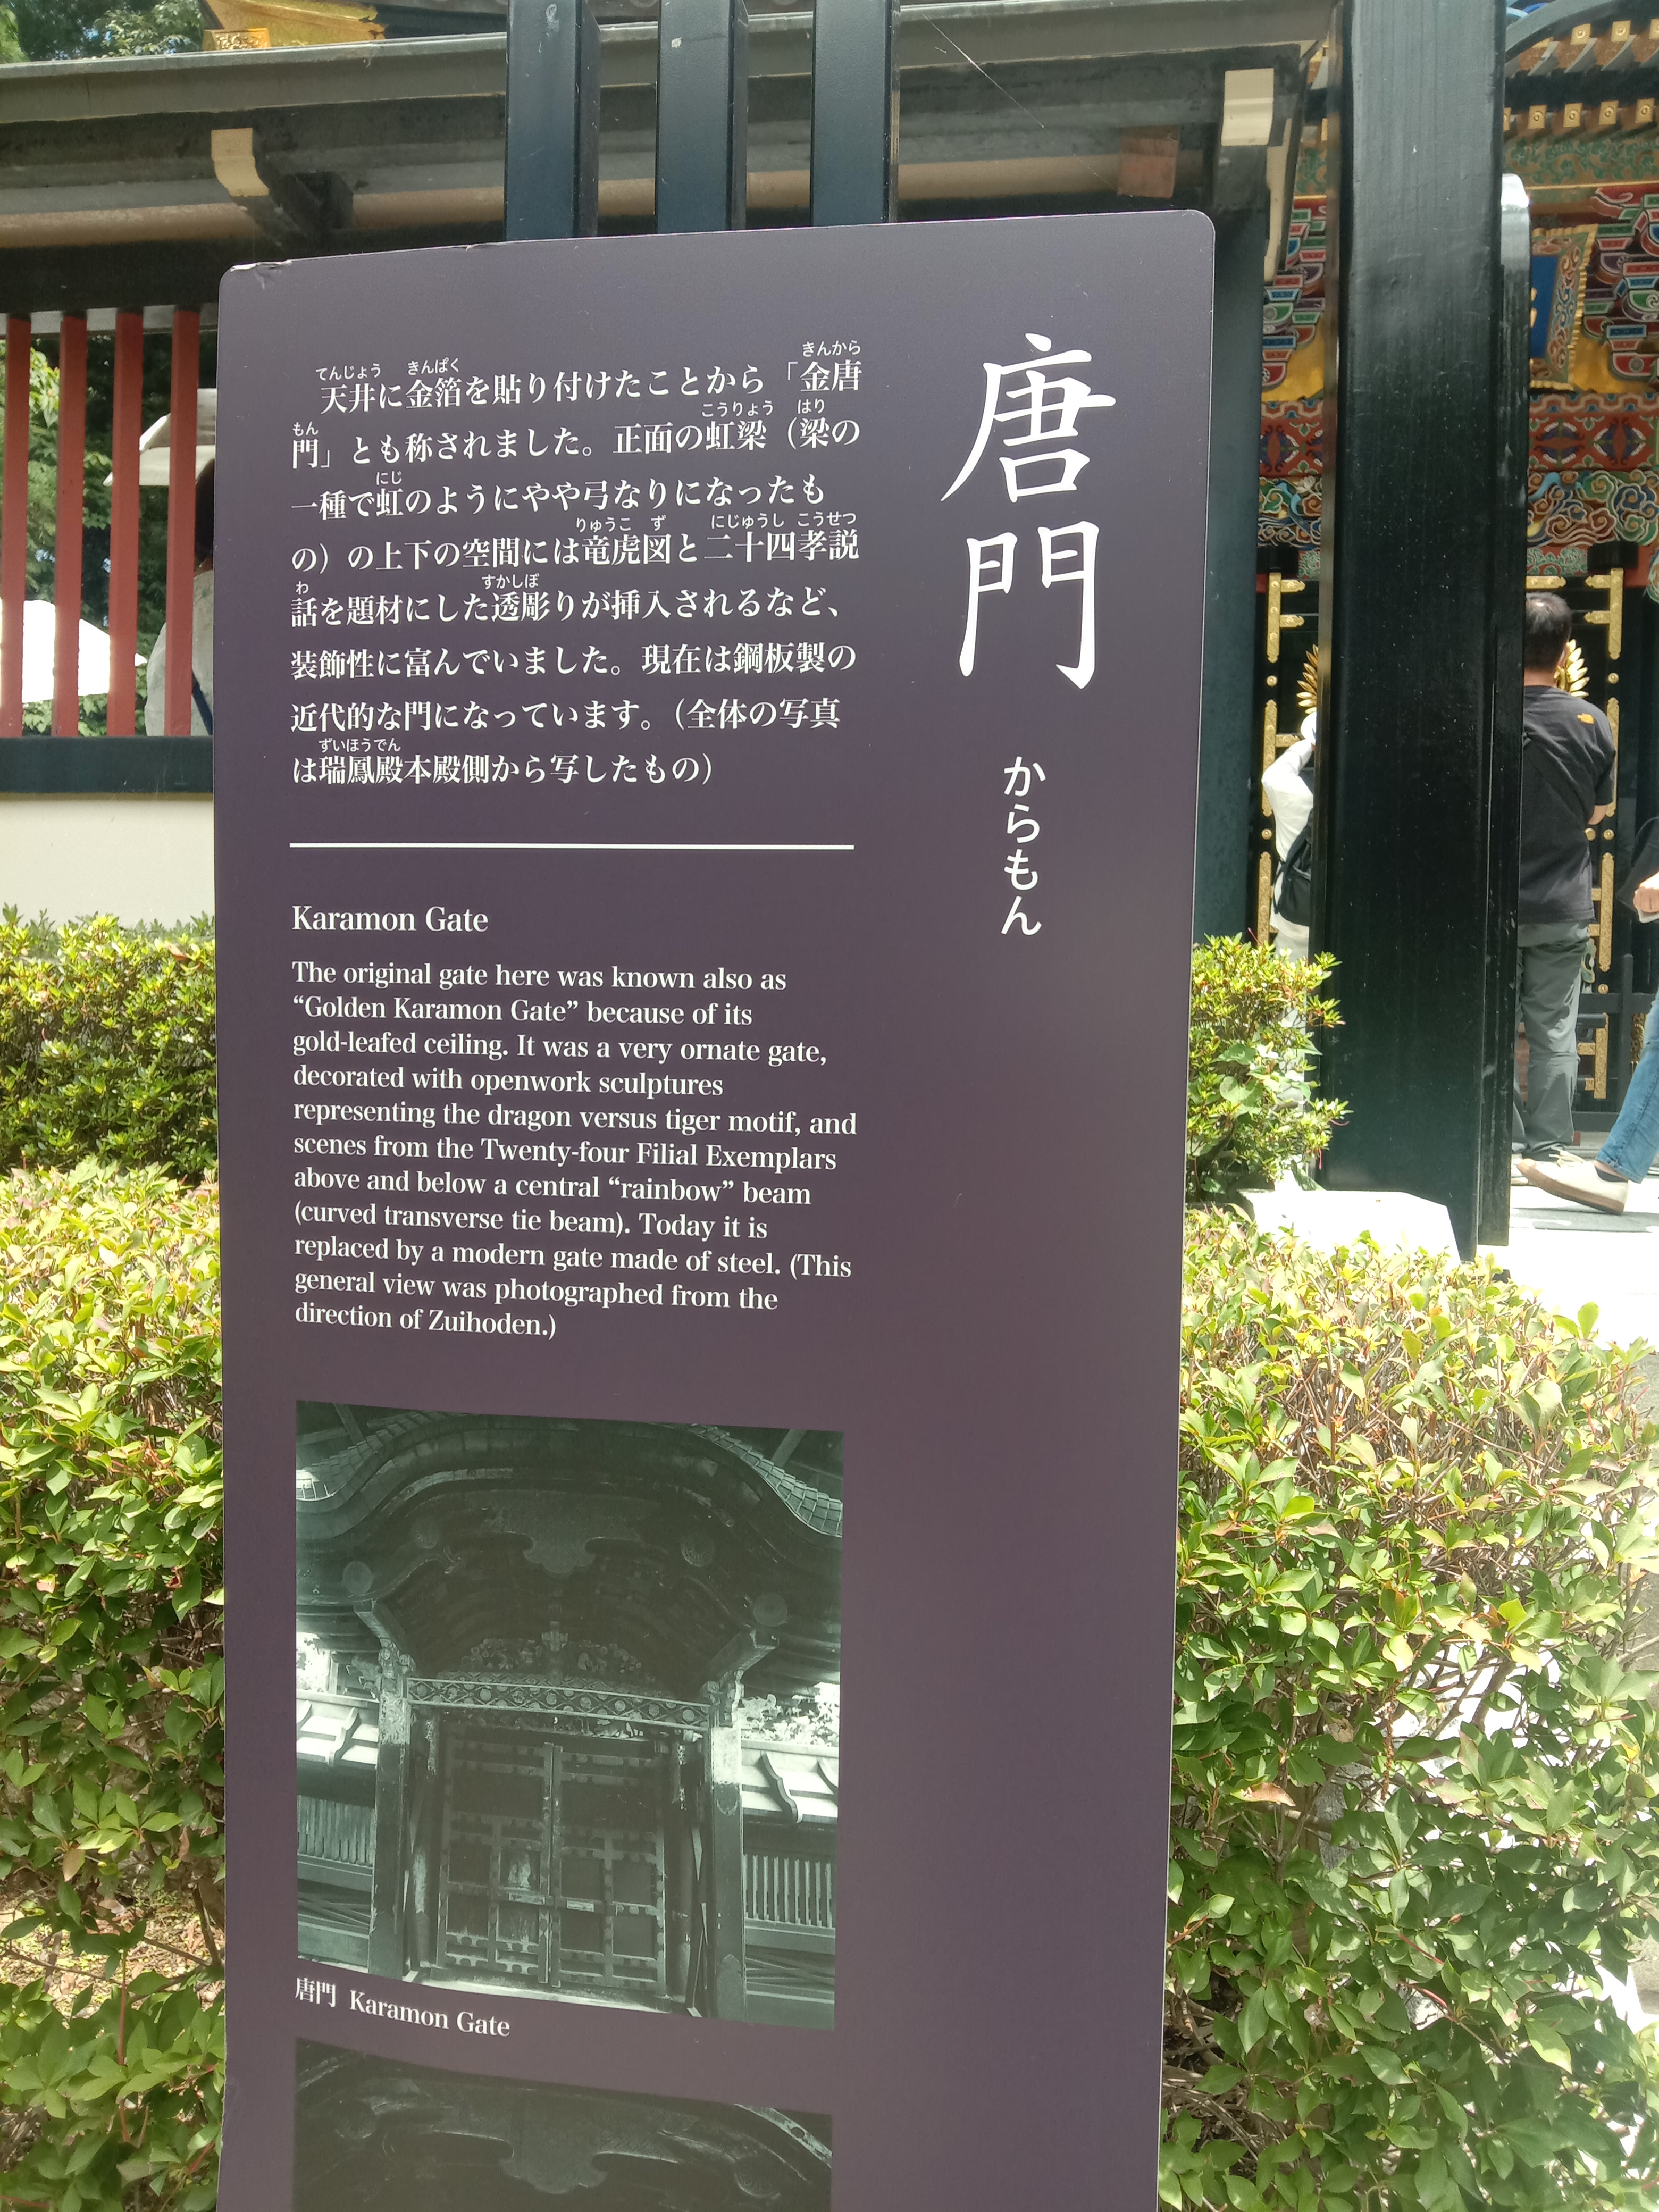 唐門
からもん
天井に金箔を貼り付けたことから「金唐
門」とも称されました。正面の虹梁（梁の
一種で虹のようにやや弓なりになったも
の）の上下の空間には竜虎図と二十四孝説
話を題材にした透彫りが挿入されるなど、
装飾性に富んでいました。現在は鋼板製の
近代的な門になっています。（全体の写真
は瑞鳳殿本殿側から写したもの）
Karamon Gate
The original gate here was known also as
“Golden Karamon Gate” because of its
gold-leafed ceiling. It was a very ornate gate,
decorated with openwork sculptures
representing the dragon versus tiger motif, and
scenes from the Twenty-four Filial Exemplars
above and below a central “rainbow” beam
(curved transverse tie beam). Today it is
replaced by a modern gate made of steel. (This
general view was photographed from the
direction of Zuihoden.)
唐門 Karamon Gate